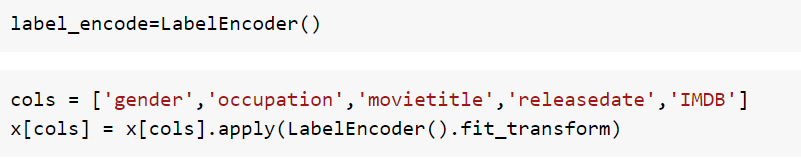 label_encode=LabelEncoder()
cols = ['gender','occupation','movietitle','releasedate','IMDB']
x[cols] = x[cols].apply(LabelEncoder().fit_transform)